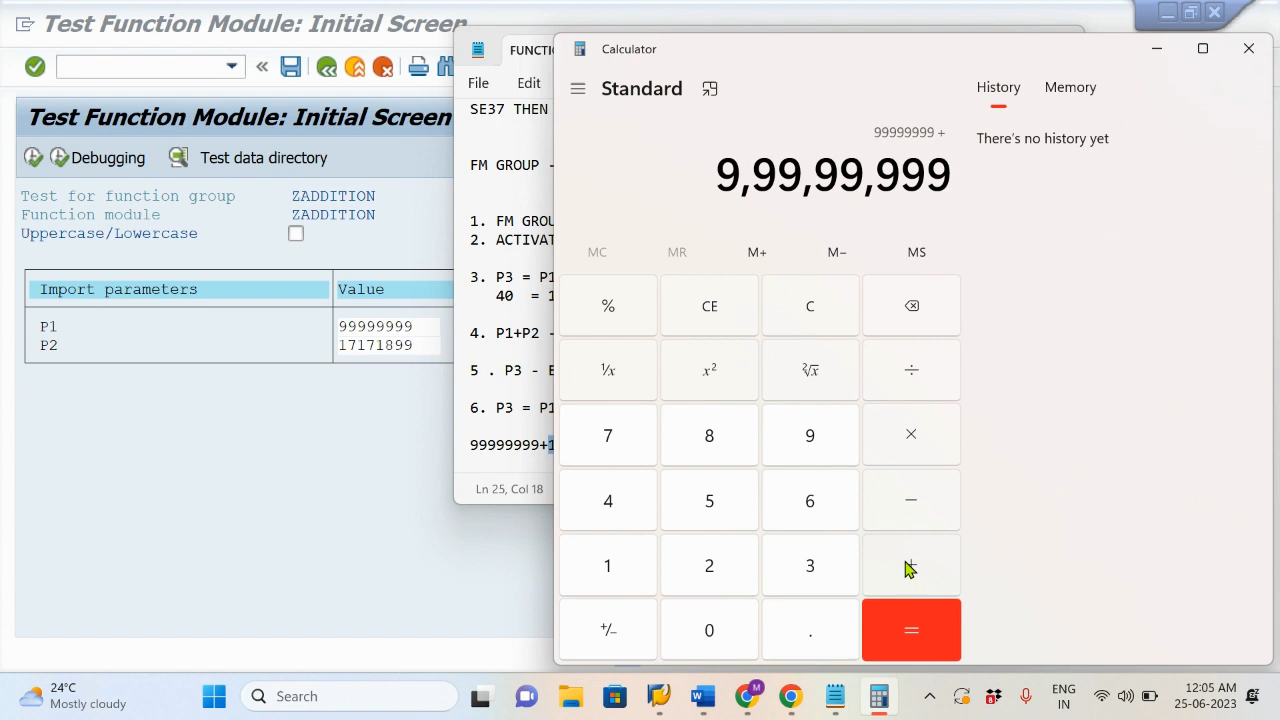 Test Function Module: Initial Screen
Test Function Module: Initial Screen
Debugging
Test data directory
Test for function group ZADDITION
Function module ZADDITION
Uppercase/Lowercase
Import parameters Value
P1 99999999
P2 17171899
FUNCTI
File Edit
SE37 THEN
FM GROUP -
1. FM GROU
2. ACTIVAT
3. P3 = P1
40 = 1
4. P1+P2 -
5 . P3 - E
6. P3 = P1
99999999+1
Ln 25, Col 18
Calculator
Standard
History Memory
There's no history yet
99999999 +
9,99,99,999
MC MR M+ M− MS
% CE C
¹/x x² ²√x ÷
7 8 9 ×
4 5 6 −
1 2 3 +
+/− 0 . =
24°C
Mostly cloudy
Search
M
ENG
IN
12:05 AM
25-06-2023